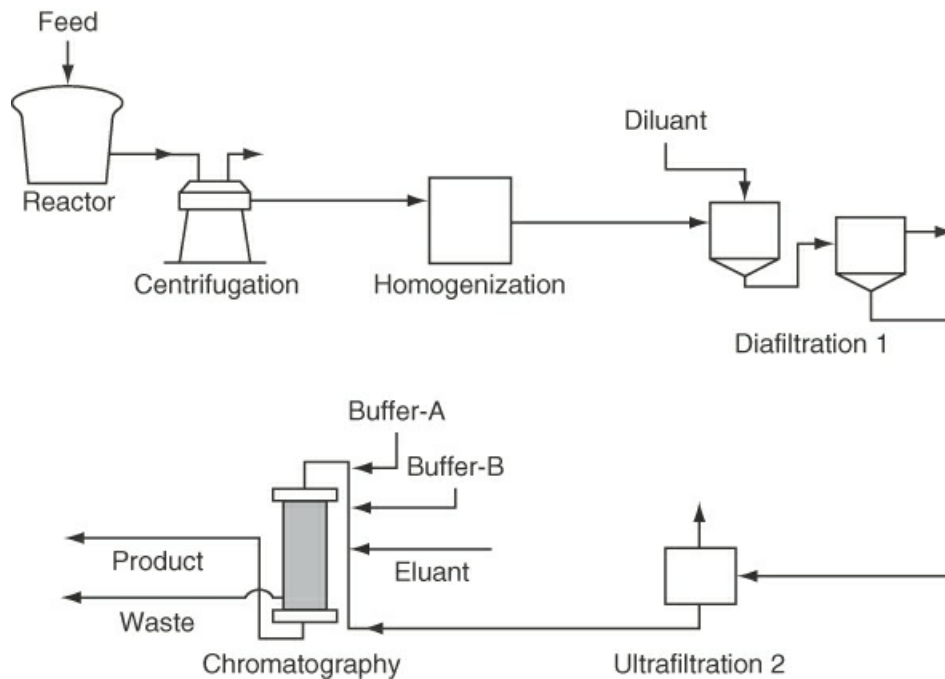 Feed
Reactor
Centrifugation
Homogenization
Diluant
Diafiltration 1
Buffer-A
Buffer-B
Eluant
Product
Waste
Chromatography
Ultrafiltration 2